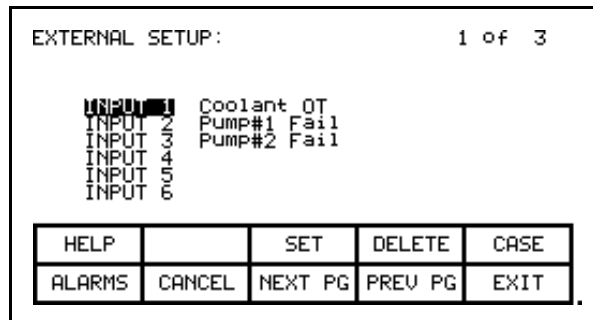 EXTERNAL SETUP: 1 of 3
INPUT 1 Coolant OT
INPUT 2 Pump#1 Fail
INPUT 3 Pump#2 Fail
INPUT 4
INPUT 5
INPUT 6
HELP SET DELETE CASE
ALARMS CANCEL NEXT PG PREV PG EXIT